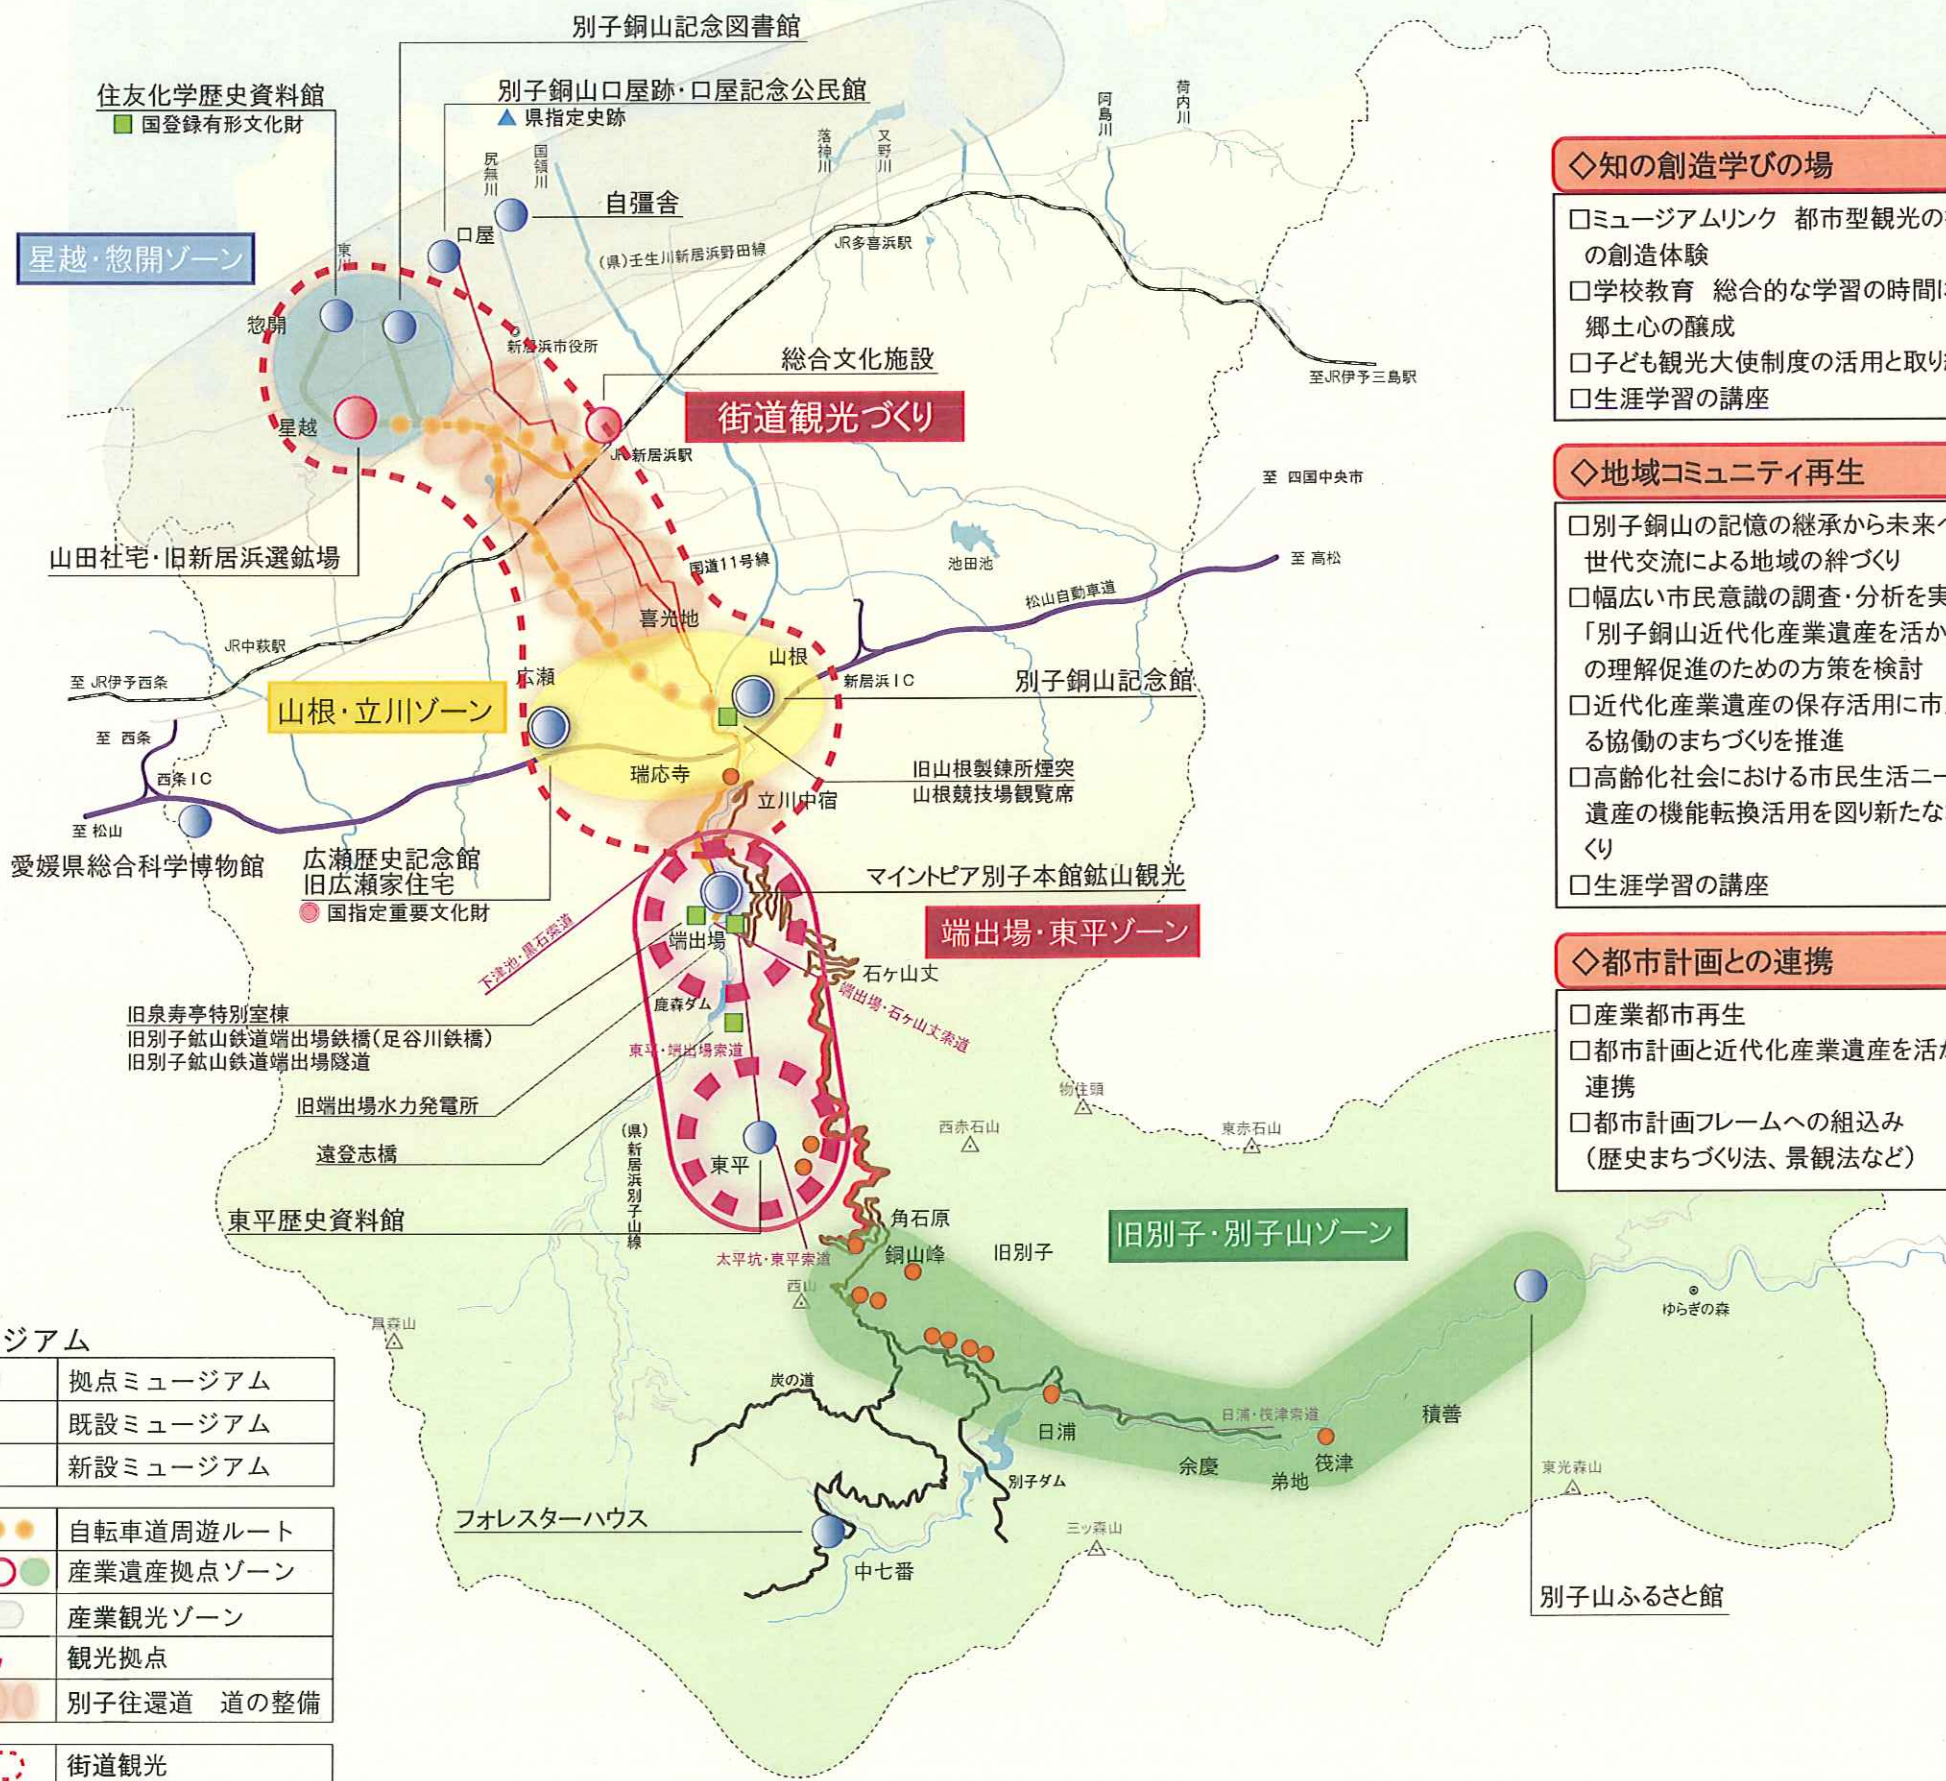 別子銅山記念図書館
住友化学歴史資料館
国登録有形文化財
別子銅山口屋跡・口屋記念公民館
県指定史跡
阿島川
荷内川
落神川
又野川
尻無川
国領川
自彊舎
口屋
星越・惣開ゾーン
東川
(県)壬生川新居浜野田線
JR多喜浜駅
惣開
新居浜市役所
総合文化施設
至JR伊予三島駅
街道観光づくり
星越
JR新居浜駅
至 四国中央市
山田社宅・旧新居浜選鉱場
国道11号線
池田池
至 高松
松山自動車道
喜光地
JR中萩駅
山根
広瀬
至 JR伊予西条
新居浜IC
別子銅山記念館
山根・立川ゾーン
至 西条
西条IC
瑞応寺
旧山根製錬所煙突
山根競技場観覧席
立川中宿
至 松山
愛媛県総合科学博物館
広瀬歴史記念館
旧広瀬家住宅
国指定重要文化財
マイントピア別子本館鉱山観光
下津池・黒石索道
端出場
端出場・東平ゾーン
石ヶ山丈
端出場・石ヶ山丈索道
鹿森ダム
旧泉寿亭特別室棟
旧別子鉱山鉄道端出場鉄橋(足谷川鉄橋)
旧別子鉱山鉄道端出場隧道
東平・端出場索道
旧端出場水力発電所
物住頭
西赤石山
東赤石山
遠登志橋
(県)新居浜別子山線
東平
東平歴史資料館
角石原
旧別子・別子山ゾーン
銅山峰
旧別子
太平坑・東平索道
西山
ゆらぎの森
炭の道
日浦
日浦・筏津索道
積善
余慶
弟地
筏津
別子ダム
東光森山
フォレスターハウス
三ッ森山
中七番
別子山ふるさと館
◇知の創造学びの場
□ミュージアムリンク 都市型観光の
の創造体験
□学校教育 総合的な学習の時間
郷土心の醸成
□子ども観光大使制度の活用と取り
□生涯学習の講座
◇地域コミュニティ再生
□別子銅山の記憶の継承から未来へ
世代交流による地域の絆づくり
□幅広い市民意識の調査・分析を実
「別子銅山近代化産業遺産を活か
の理解促進のための方策を検討
□近代化産業遺産の保存活用に市
る協働のまちづくりを推進
□高齢化社会における市民生活ニー
遺産の機能転換活用を図り新たな
くり
□生涯学習の講座
◇都市計画との連携
□産業都市再生
□都市計画と近代化産業遺産を活か
連携
□都市計画フレームへの組込み
(歴史まちづくり法、景観法など)
ジアム
拠点ミュージアム
既設ミュージアム
新設ミュージアム
自転車道周遊ルート
産業遺産拠点ゾーン
産業観光ゾーン
観光拠点
別子往還道 道の整備
街道観光